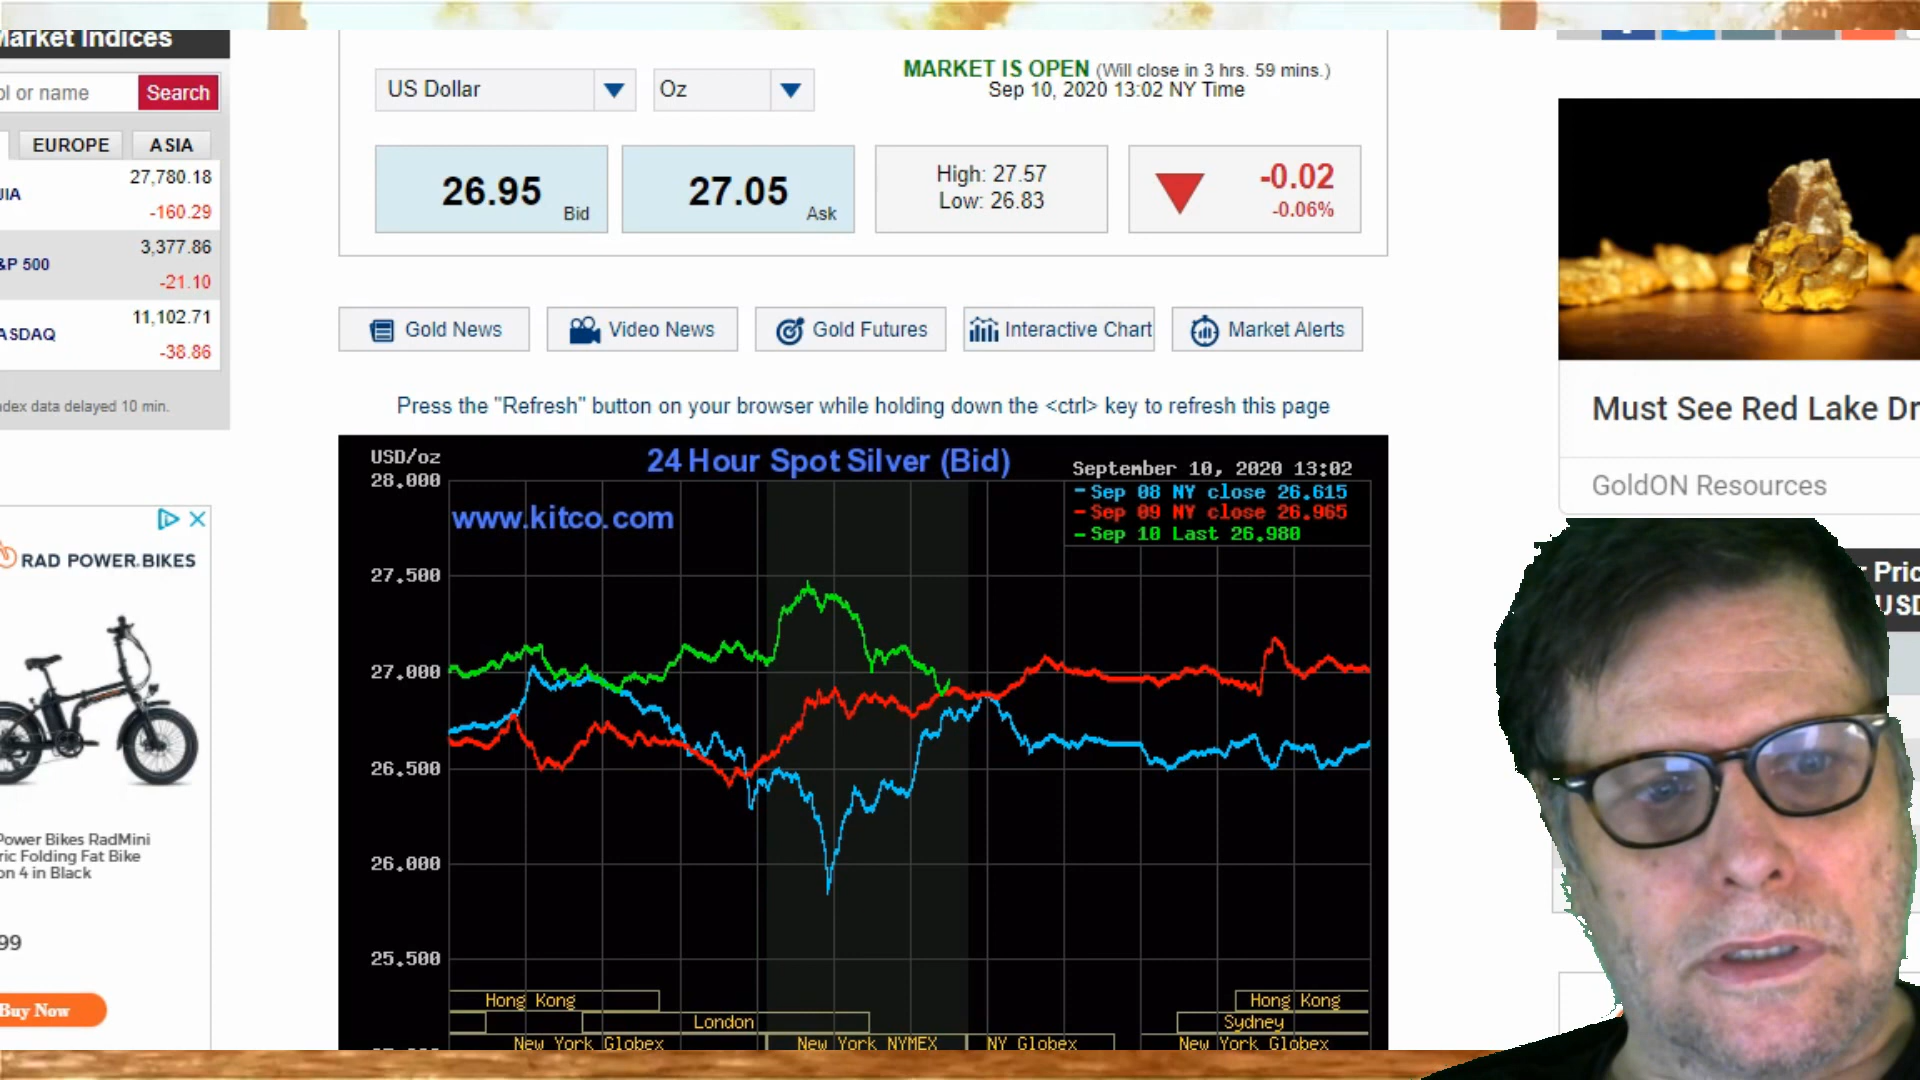 Market Indices
ol or name
Search
EUROPE
ASIA
27,780.18
JIA
-160.29
3,377.86
&P 500
-21.10
11,102.71
ASDAQ
-38.86
ndex data delayed 10 min.
RAD POWER.BIKES
Power Bikes RadMini
ric Folding Fat Bike
on 4 in Black
99
Buy Now
US Dollar
Oz
MARKET IS OPEN (Will close in 3 hrs. 59 mins.)
Sep 10, 2020 13:02 NY Time
26.95 Bid
27.05 Ask
High: 27.57
Low: 26.83
-0.02
-0.06%
Gold News
Video News
Gold Futures
Interactive Chart
Market Alerts
Press the "Refresh" button on your browser while holding down the <ctrl> key to refresh this page
USD/oz
24 Hour Spot Silver (Bid)
September 10, 2020 13:02
www.kitco.com
Sep 08 NY close 26.615
Sep 09 NY close 26.965
Sep 10 Last 26.980
28.000
27.500
27.000
26.500
26.000
25.500
Hong Kong
Hong Kong
London
Sydney
New York Globex
New York NYMEX
NY Globex
New York Globex
Must See Red Lake Dr
GoldON Resources
Pric
USD